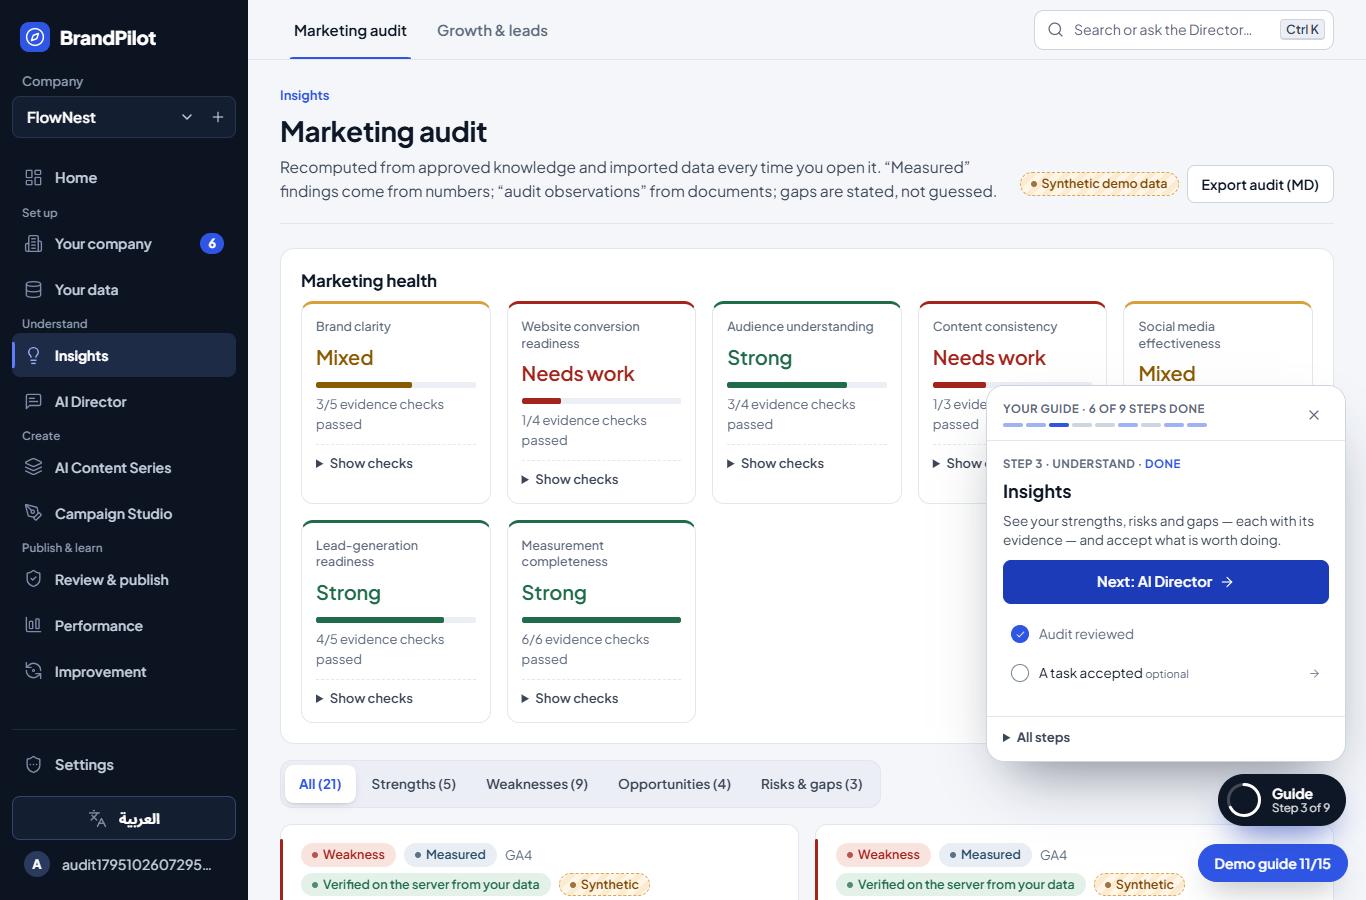 BrandPilot
Company
FlowNest
Home
Set up
Your company 6
Your data
Understand
Insights
AI Director
Create
AI Content Series
Campaign Studio
Publish & learn
Review & publish
Performance
Improvement
Settings
العربية
A audit1795102607295...
Marketing audit Growth & leads
Search or ask the Director... Ctrl K
Insights
Marketing audit
Recomputed from approved knowledge and imported data every time you open it. “Measured”
findings come from numbers; “audit observations” from documents; gaps are stated, not guessed.
Synthetic demo data Export audit (MD)
Marketing health
Brand clarity
Mixed
3/5 evidence checks
passed
Show checks
Website conversion
readiness
Needs work
1/4 evidence checks
passed
Show checks
Audience understanding
Strong
3/4 evidence checks
passed
Show checks
Content consistency
Needs work
1/3 evide
passed
Show
Social media
effectiveness
Mixed
Lead-generation
readiness
Strong
4/5 evidence checks
passed
Show checks
Measurement
completeness
Strong
6/6 evidence checks
passed
Show checks
YOUR GUIDE · 6 OF 9 STEPS DONE
STEP 3 · UNDERSTAND · DONE
Insights
See your strengths, risks and gaps — each with its
evidence — and accept what is worth doing.
Next: AI Director →
Audit reviewed
A task accepted optional →
All steps
All (21) Strengths (5) Weaknesses (9) Opportunities (4) Risks & gaps (3)
Guide
Step 3 of 9
Demo guide 11/15
Weakness Measured GA4
Verified on the server from your data Synthetic
Weakness Measured GA4
Verified on the server from your data Synthetic